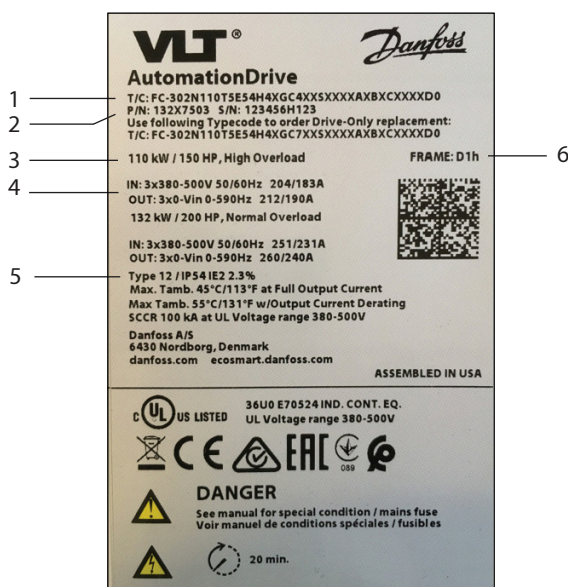 VLT® Danfoss
AutomationDrive
1 T/C: FC-302N110T5E54H4XGC4XXSXXXXAXBXCXXXXD0
2 P/N: 132X7503 S/N: 123456H123
Use following Typecode to order Drive-Only replacement:
T/C: FC-302N110T5E54H4XGC7XXSXXXXAXBXCXXXXD0
3 110 kW / 150 HP, High Overload FRAME: D1h 6
4 IN: 3x380-500V 50/60Hz 204/183A
OUT: 3x0-Vin 0-590Hz 212/190A
132 kW / 200 HP, Normal Overload
IN: 3x380-500V 50/60Hz 251/231A
OUT: 3x0-Vin 0-590Hz 260/240A
5 Type 12 / IP54 IE2 2.3%
Max. Tamb. 45°C/113°F at Full Output Current
Max Tamb. 55°C/131°F w/Output Current Derating
SCCR 100 kA at UL Voltage range 380-500V
Danfoss A/S
6430 Nordborg, Denmark
danfoss.com ecosmart.danfoss.com
ASSEMBLED IN USA
C UL US LISTED 36U0 E70524 IND. CONT. EQ.
UL Voltage range 380-500V
CE EAC 089
DANGER
See manual for special condition / mains fuse
Voir manuel de conditions spéciales / fusibles
20 min.